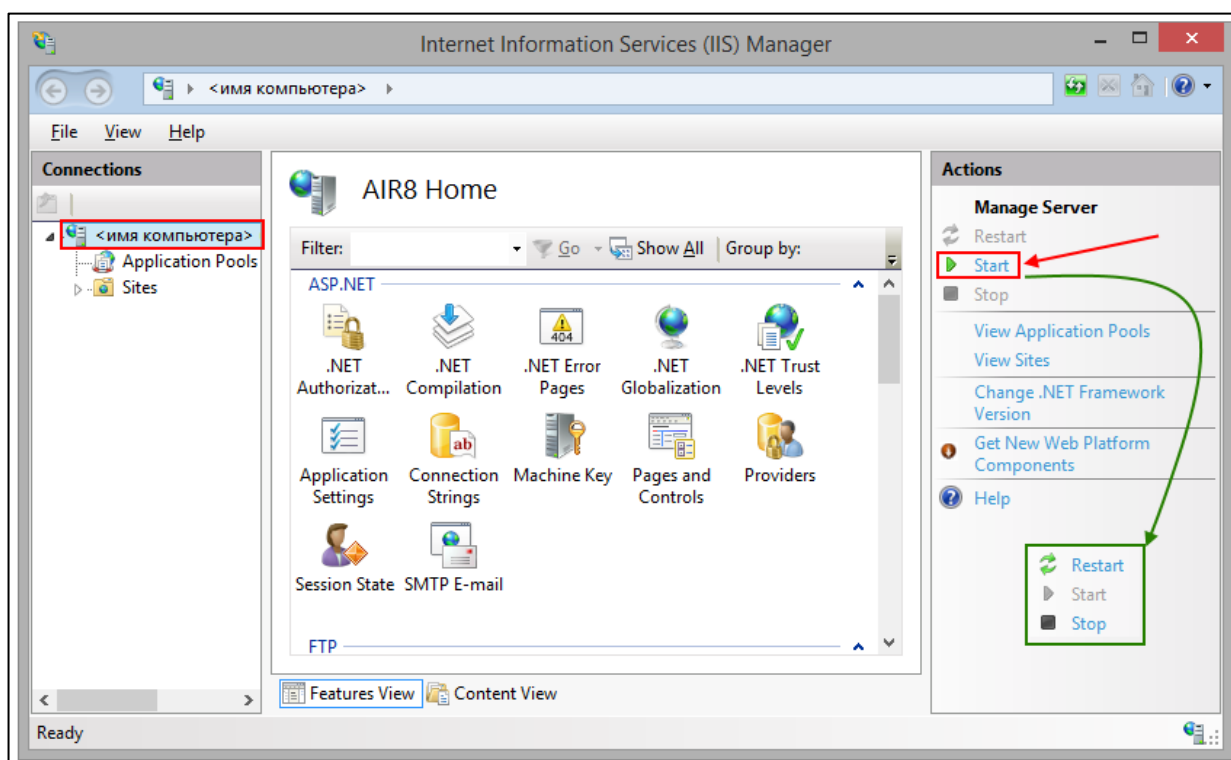 Internet Information Services (IIS) Manager
<имя компьютера>
File View Help
Connections
<имя компьютера>
Application Pools
Sites
AIR8 Home
Filter: Go Show All Group by:
ASP.NET
.NET Authorizat...
.NET Compilation
404
.NET Error Pages
.NET Globalization
.NET Trust Levels
Application Settings
ab
Connection Strings
Machine Key
Pages and Controls
Providers
Session State
SMTP E-mail
FTP
Features View Content View
Actions
Manage Server
Restart
Start
Stop
View Application Pools
View Sites
Change .NET Framework
Version
Get New Web Platform
Components
Help
Restart
Start
Stop
Ready